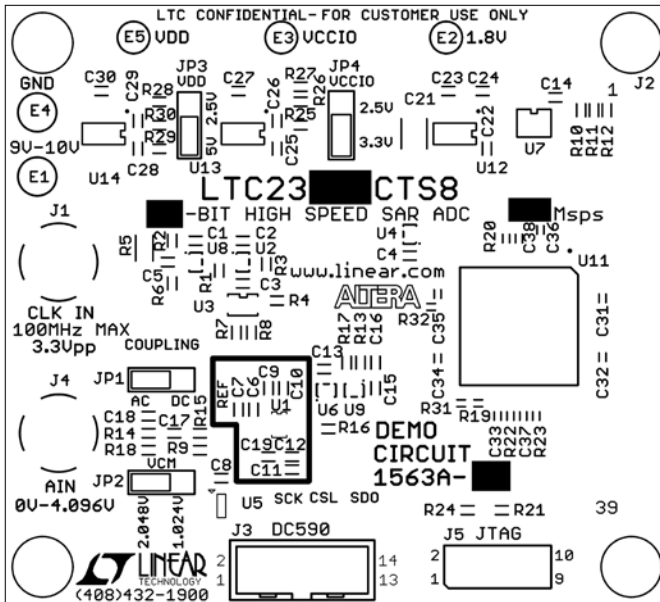 LTC CONFIDENTIAL-FOR CUSTOMER USE ONLY
E5 VDD
E3 VCCIO
E2 1.8V
GND
J2
E4
9V-10V
E1
C30
C29
R28
R30
R29
C28
U14
JP3
VDD
2.5V
5V
U13
C27
C26
R27
R26
R25
C25
JP4
VCCIO
2.5V
3.3V
C21
C23
C24
C22
U12
C14
1
U7
R10
R11
R12
LTC23 CTS8
-BIT HIGH SPEED SAR ADC
Msps
J1
CLK IN
100MHz MAX
3.3Vpp
R5
R2
C5
R6
C1
U8
R1
C2
U2
R3
C3
U3
R4
R7
R8
U4
C4
www.linear.com
ALTERA
R20
C38
C36
U11
R32
C35
C34
C31
C32
R17
R13
C16
C13
C15
U6
U9
R16
R31
R19
C33
R22
C37
R23
COUPLING
JP1
AC
DC
J4
C18
R14
R18
C17
R15
R9
JP2
VCM
2.048V
1.024V
AIN
0V-4.096V
REF
C7
C6
C9
C10
U1
C19
C12
C11
C8
U5
SCK CSL SDO
DEMO
CIRCUIT
1563A-
R24
R21
39
J3 DC590
2
1
14
13
J5 JTAG
2
1
10
9
LINEAR
TECHNOLOGY
(408)432-1900